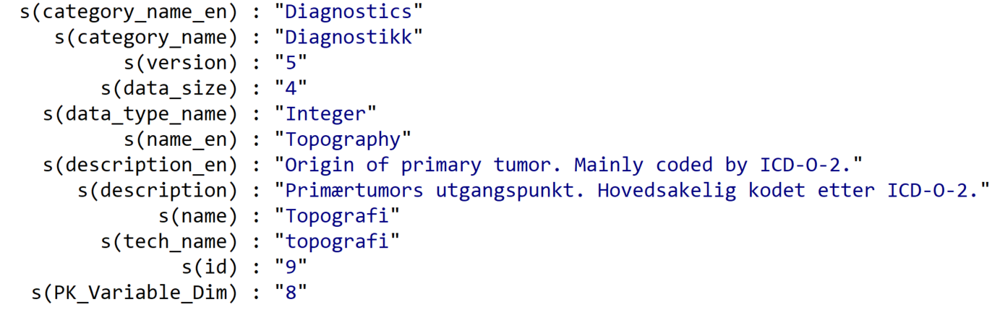 s(category_name_en) : "Diagnostics"
s(category_name) : "Diagnostikk"
s(version) : "5"
s(data_size) : "4"
s(data_type_name) : "Integer"
s(name_en) : "Topography"
s(description_en) : "Origin of primary tumor. Mainly coded by ICD-O-2."
s(description) : "Primærtumors utgangspunkt. Hovedsakelig kodet etter ICD-O-2."
s(name) : "Topografi"
s(tech_name) : "topografi"
s(id) : "9"
s(PK_Variable_Dim) : "8"